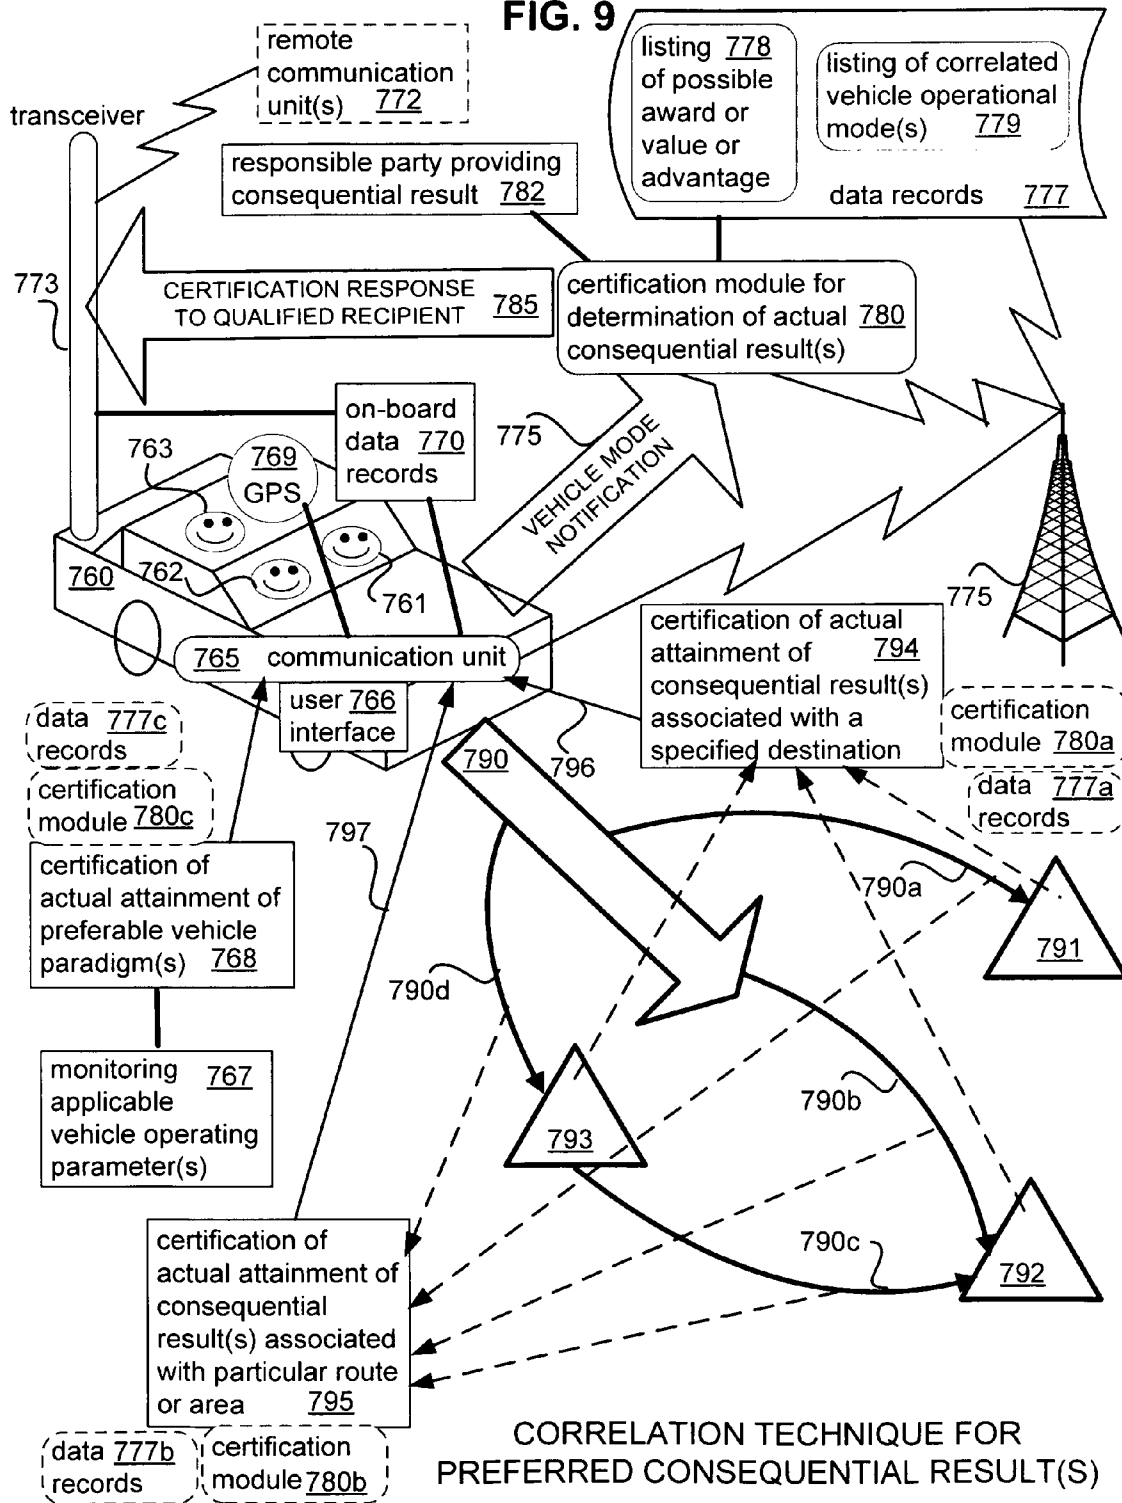 FIG. 9
remote
communication
unit(s) 772
transceiver
listing 778
of possible
award or
value or
advantage
listing of correlated
vehicle operational
mode(s) 779
data records 777
responsible party providing
consequential result 782
773
CERTIFICATION RESPONSE
TO QUALIFIED RECIPIENT 785
certification module for
determination of actual 780
consequential result(s)
on-board
data 770
records
775
VEHICLE MODE
NOTIFICATION
763
769
GPS
760
762
761
775
765 communication unit
user 766
interface
certification of actual
attainment of 794
consequential result(s)
associated with a
specified destination
certification
module 780a
data 777a
records
data 777c
records
certification
module 780c
790
796
797
certification of
actual attainment of
preferable vehicle
paradigm(s) 768
790a
791
790d
monitoring 767
applicable
vehicle operating
parameter(s)
790b
793
certification of
actual attainment of
consequential
result(s) associated
with particular route
or area 795
790c
792
data 777b
records
certification
module 780b
CORRELATION TECHNIQUE FOR
PREFERRED CONSEQUENTIAL RESULT(S)